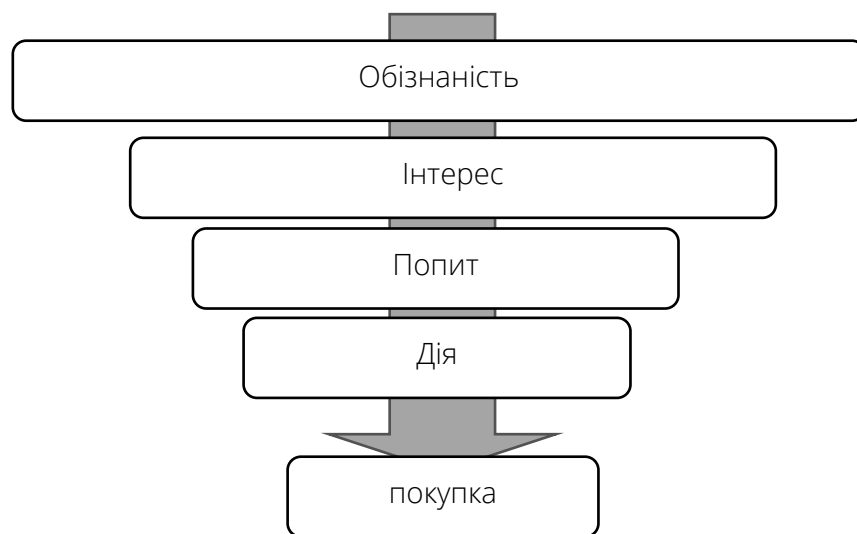 Обізнаність
Інтерес
Попит
Дія
покупка